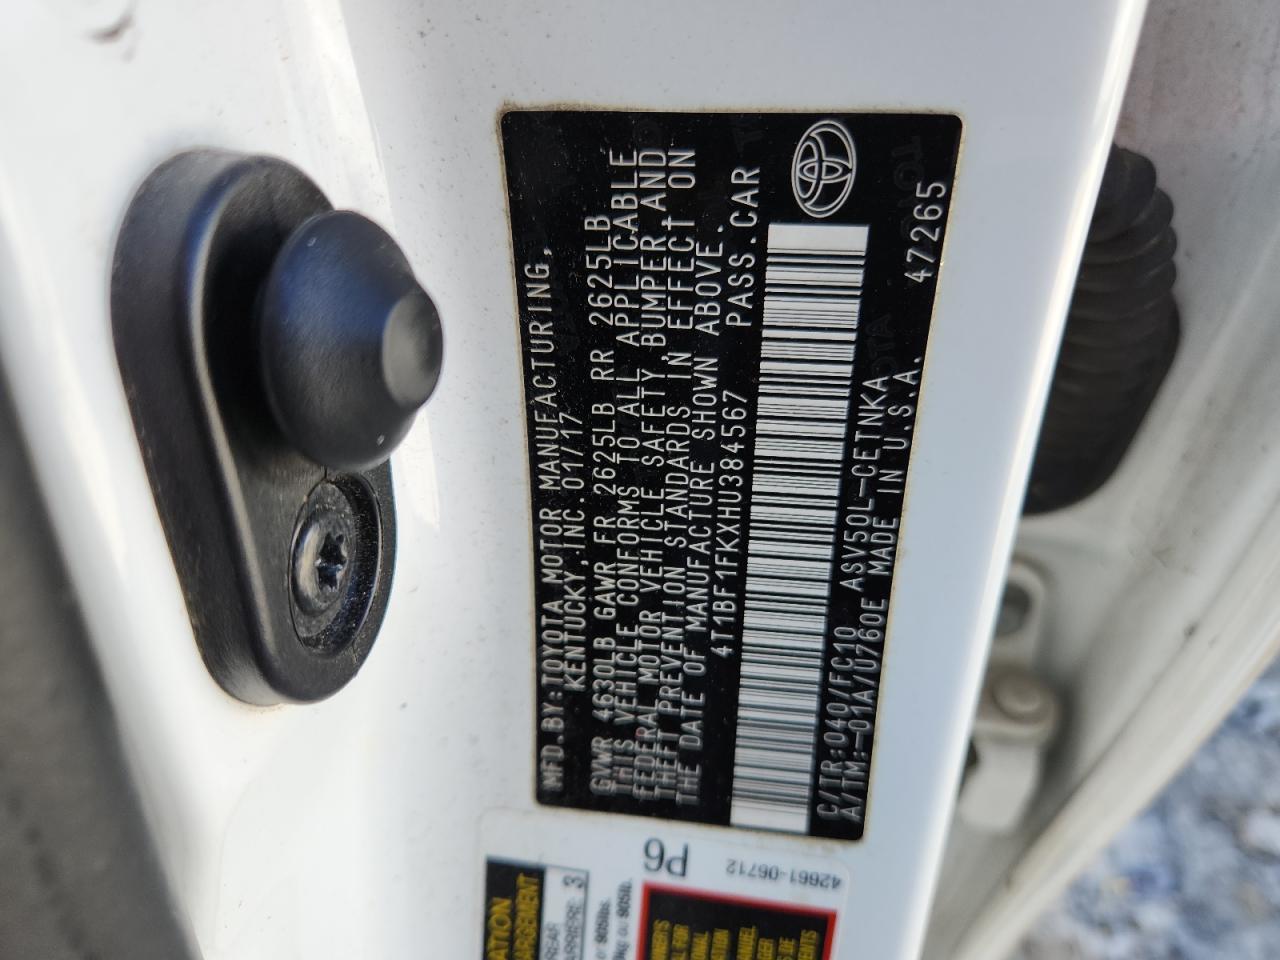 MFD.BY:TOYOTA MOTOR MANUFACTURING,
KENTUCKY,INC.01/17
GVWR 4630LB GAWR FR 2625LB RR 2625LB
THIS VEHICLE CONFORMS TO ALL APPLICABLE
FEDERAL MOTOR VEHICLE SAFETY,BUMPER AND
THEFT PREVENTION STANDARDS IN EFFECT ON
THE DATE OF MANUFACTURE SHOWN ABOVE.
4T1BF1FKXHU384567 PASS.CAR
C/TR:040/FC10 ASV50L-CETNKA
A/TM:-01A/U760E MADE IN U.S.A. 47265
P6
42661-06712
3
905lbs.
905lb.